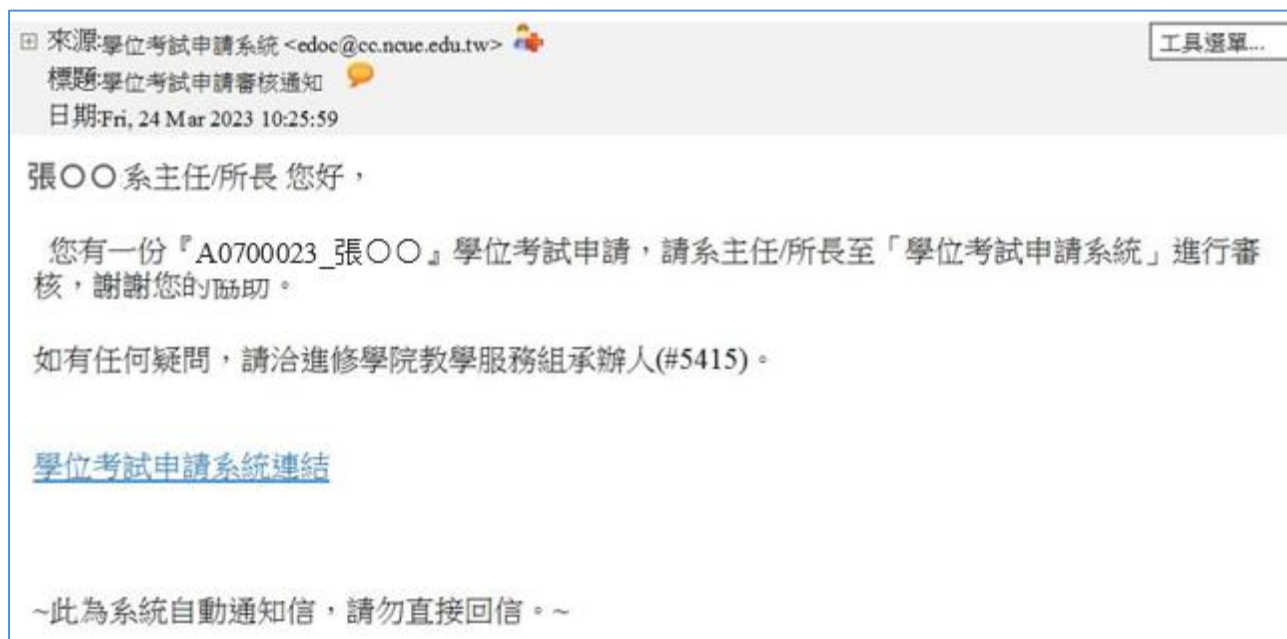 來源:學位考試申請系統 <edoc@cc.ncue.edu.tw>
工具選單...
標題:學位考試申請審核通知
日期:Fri, 24 Mar 2023 10:25:59
張〇〇系主任/所長 您好，
您有一份『A0700023_張〇〇』學位考試申請，請系主任/所長至「學位考試申請系統」進行審
核，謝謝您的協助。
如有任何疑問，請洽進修學院教學服務組承辦人(#5415)。
學位考試申請系統連結
~此為系統自動通知信，請勿直接回信。~